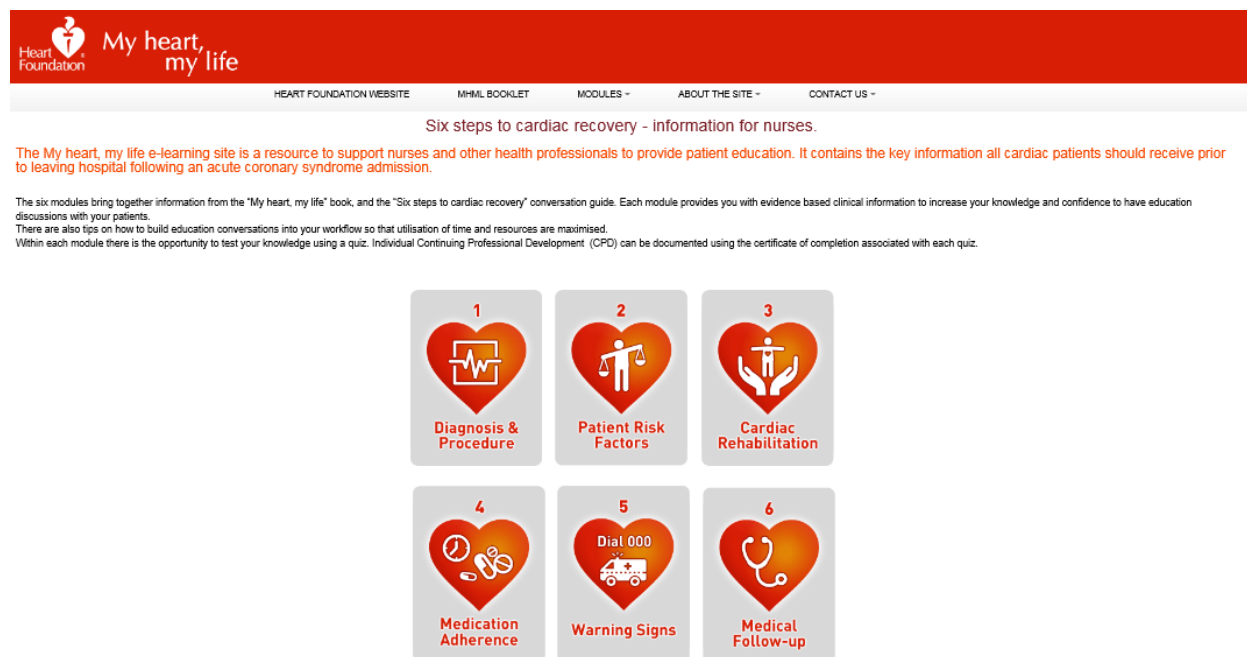 Heart
Foundation
My heart,
my life
HEART FOUNDATION WEBSITE MHML BOOKLET MODULES ABOUT THE SITE CONTACT US
Six steps to cardiac recovery - information for nurses.
The My heart, my life e-learning site is a resource to support nurses and other health professionals to provide patient education. It contains the key information all cardiac patients should receive prior
to leaving hospital following an acute coronary syndrome admission.
The six modules bring together information from the "My heart, my life" book, and the "Six steps to cardiac recovery" conversation guide. Each module provides you with evidence based clinical information to increase your knowledge and confidence to have education
discussions with your patients.
There are also tips on how to build education conversations into your workflow so that utilisation of time and resources are maximised.
Within each module there is the opportunity to test your knowledge using a quiz. Individual Continuing Professional Development (CPD) can be documented using the certificate of completion associated with each quiz.
1
Diagnosis &
Procedure
2
Patient Risk
Factors
3
Cardiac
Rehabilitation
4
Medication
Adherence
5
Dial 000
Warning Signs
6
Medical
Follow-up